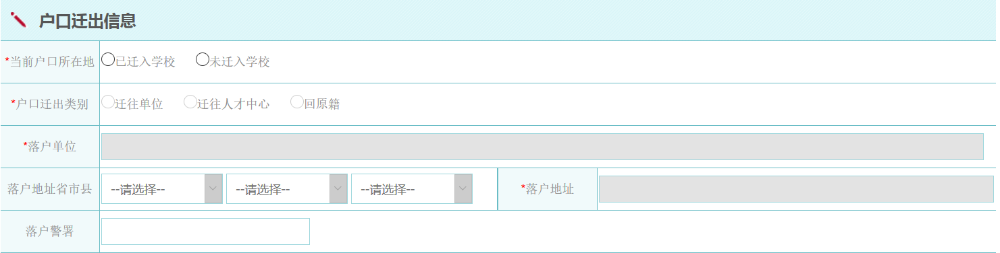 户口迁出信息
*当前户口所在地 已迁入学校 未迁入学校
*户口迁出类别 迁往单位 迁往人才中心 回原籍
*落户单位
落户地址省市县 --请选择-- --请选择-- --请选择-- *落户地址
落户警署